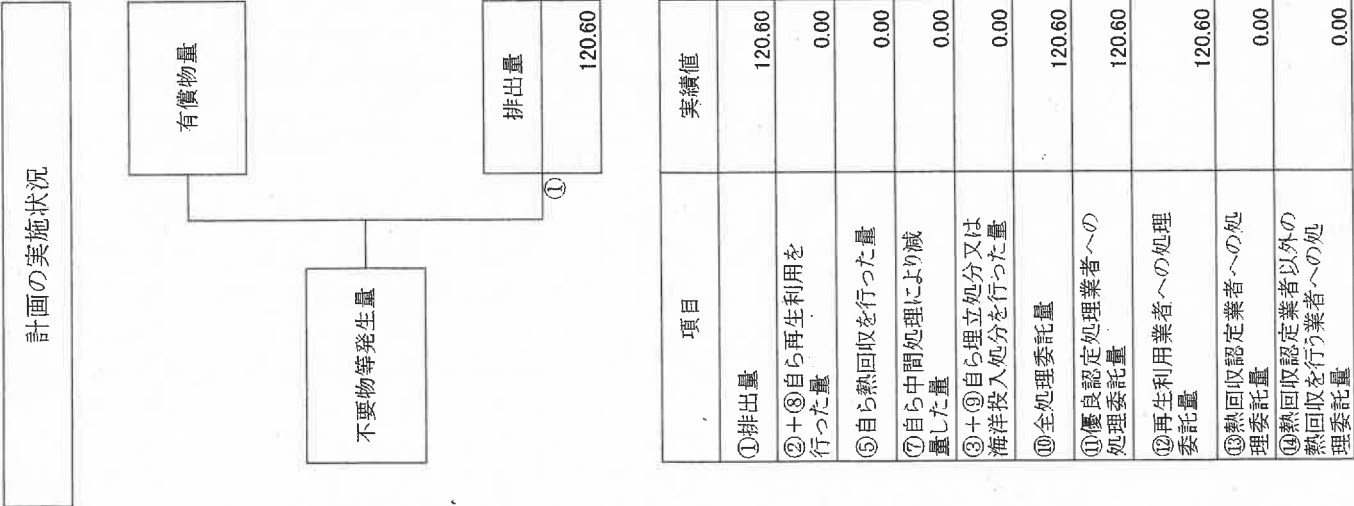 計画の実施状況
有償物量
不要物等発生量
排出量
①
120.60
項目
実績値
①排出量
120.60
②+⑧自ら再生利用を
行った量
0.00
⑤自ら熱回収を行った量
0.00
⑦自ら中間処理により減
量した量
0.00
③+⑨自ら埋立処分又は
海洋投入処分を行った量
0.00
⑩全処理委託量
120.60
⑪優良認定処理業者への
処理委託量
120.60
⑫再生利用業者への処理
委託量
120.60
⑬熱回収認定業者への処
理委託量
0.00
⑭熱回収認定業者以外の
熱回収を行う業者への処
理委託量
0.00